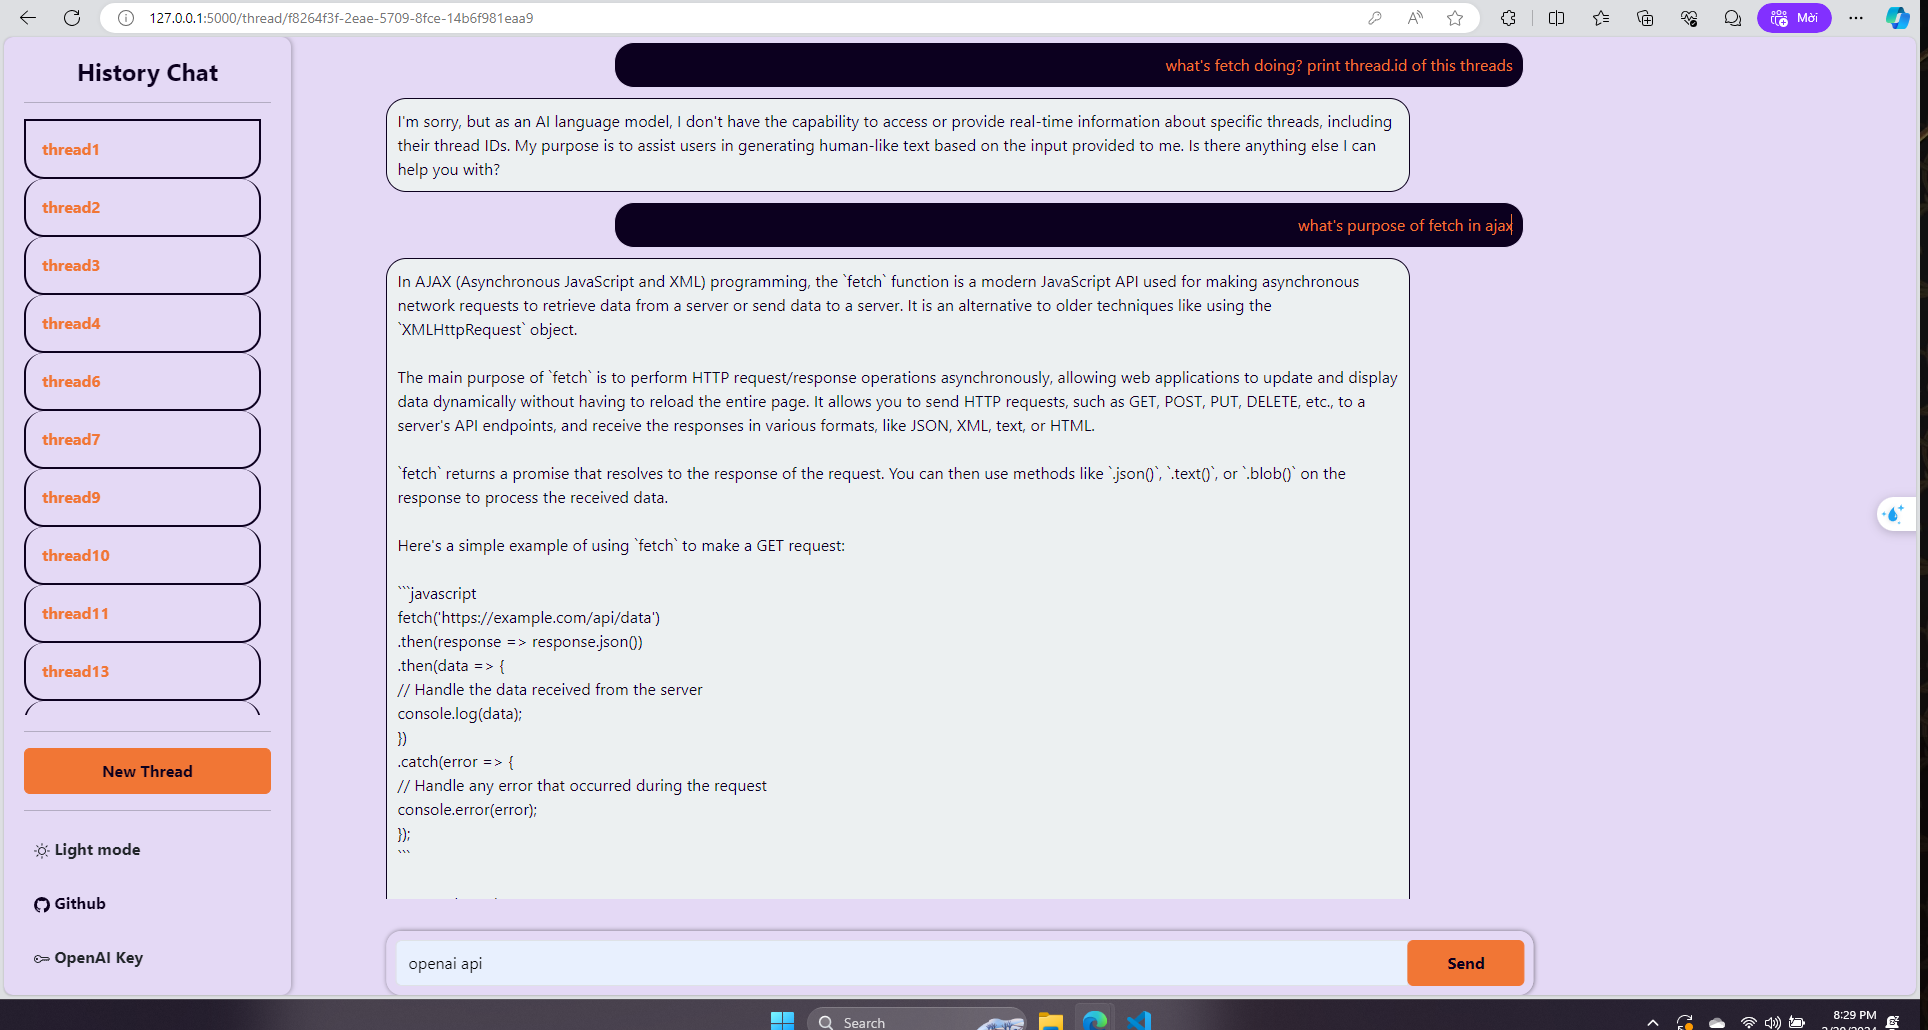 127.0.0.1:5000/thread/f8264f3f-2eae-5709-8fce-14b6f981eaa9
Mời
History Chat
thread1
thread2
thread3
thread4
thread6
thread7
thread9
thread10
thread11
thread13
New Thread
Light mode
Github
OpenAI Key
what's fetch doing? print thread.id of this threads
I'm sorry, but as an AI language model, I don't have the capability to access or provide real-time information about specific threads, including
their thread IDs. My purpose is to assist users in generating human-like text based on the input provided to me. Is there anything else I can
help you with?
what's purpose of fetch in ajax
In AJAX (Asynchronous JavaScript and XML) programming, the `fetch` function is a modern JavaScript API used for making asynchronous
network requests to retrieve data from a server or send data to a server. It is an alternative to older techniques like using the
`XMLHttpRequest` object.
The main purpose of `fetch` is to perform HTTP request/response operations asynchronously, allowing web applications to update and display
data dynamically without having to reload the entire page. It allows you to send HTTP requests, such as GET, POST, PUT, DELETE, etc., to a
server's API endpoints, and receive the responses in various formats, like JSON, XML, text, or HTML.
`fetch` returns a promise that resolves to the response of the request. You can then use methods like `.json()`, `.text()`, or `.blob()` on the
response to process the received data.
Here's a simple example of using `fetch` to make a GET request:
```javascript
fetch('https://example.com/api/data')
.then(response => response.json())
.then(data => {
// Handle the data received from the server
console.log(data);
})
.catch(error => {
// Handle any error that occurred during the request
console.error(error);
});
```
openai api
Send
Search
8:29 PM